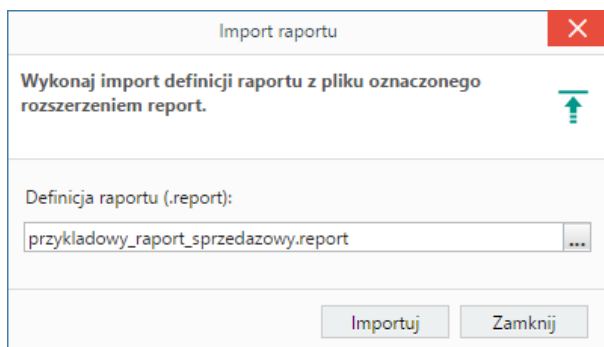 Import raportu
Wykonaj import definicji raportu z pliku oznaczonego
rozszerzeniem report.
Definicja raportu (.report):
przykladowy_raport_sprzedazowy.report
...
Importuj
Zamknij